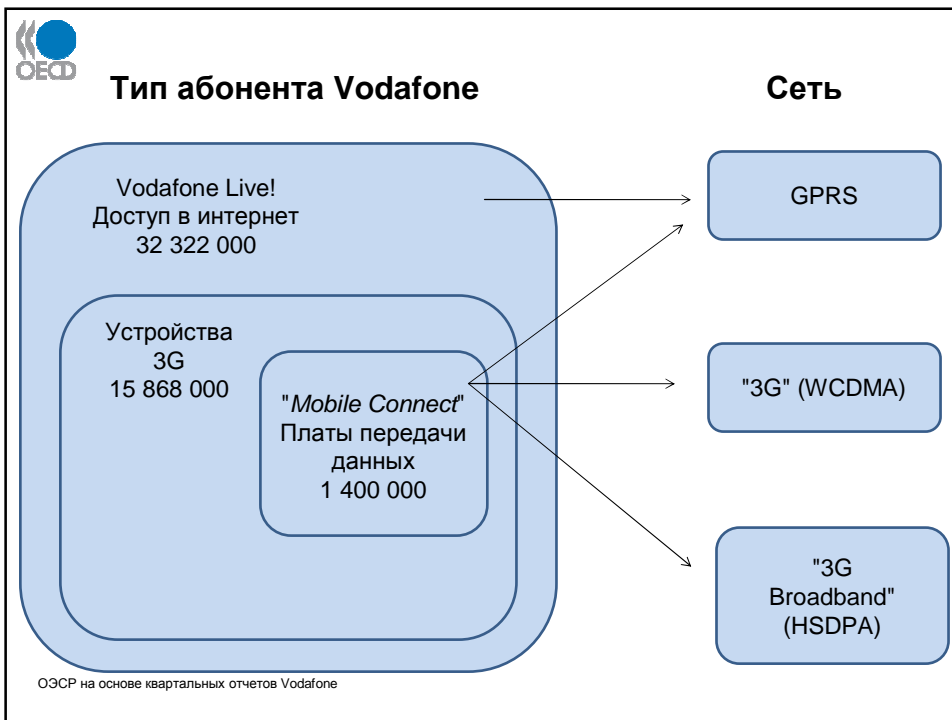 OECD
Тип абонента Vodafone
Сеть
Vodafone Live!
Доступ в интернет
32 322 000
Устройства
3G
15 868 000
"Mobile Connect"
Платы передачи
данных
1 400 000
GPRS
"3G" (WCDMA)
"3G
Broadband"
(HSDPA)
ОЭСР на основе квартальных отчетов Vodafone